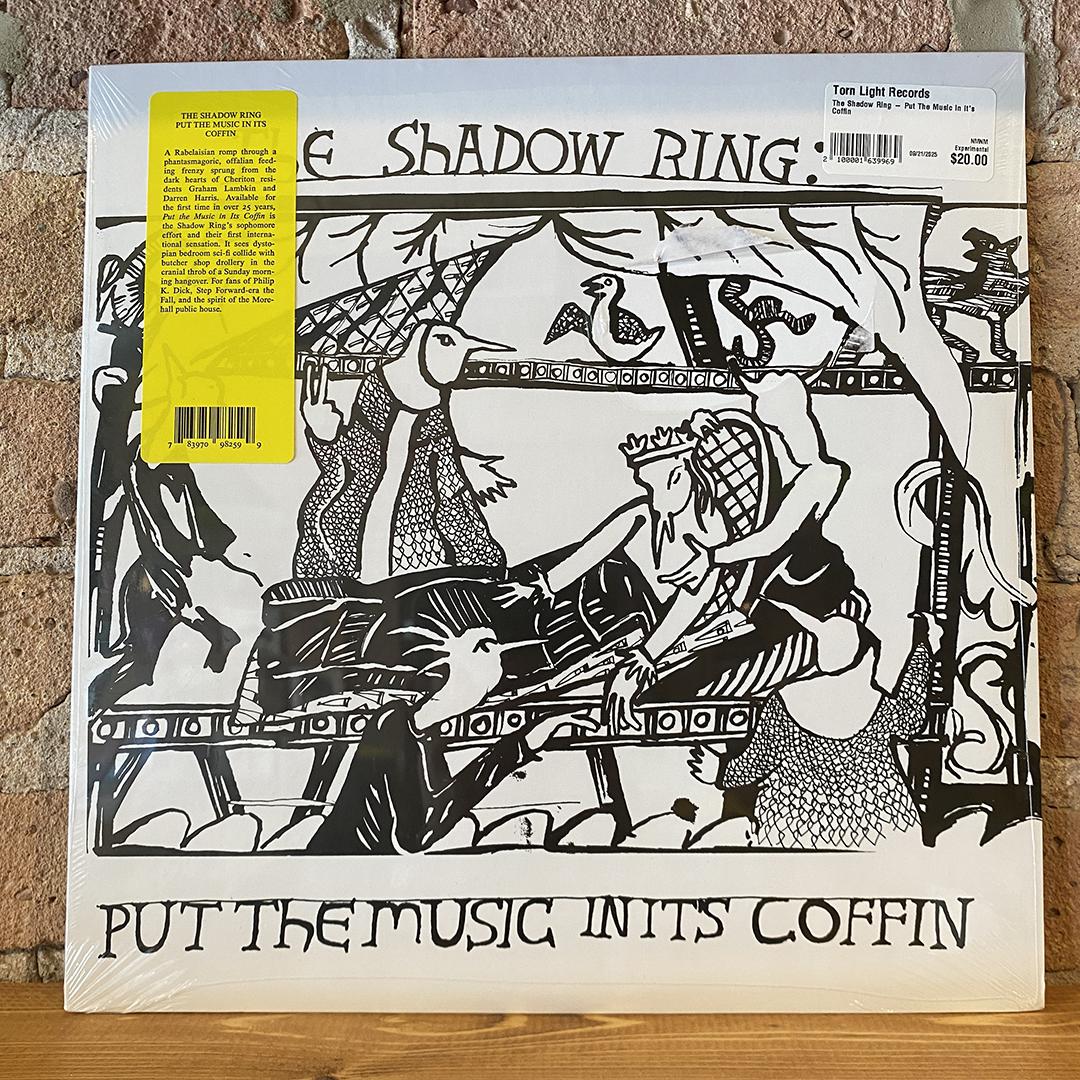 THE SHADOW RING
PUT THE MUSIC IN ITS
COFFIN
A Rabelaisian romp through a
phantasmagoric, offalian feed-
ing frenzy sprung from the
dark hearts of Cheriton resi-
dents Graham Lambkin and
Darren Harris. Available for
the first time in over 25 years,
Put the Music in Its Coffin is
the Shadow Ring's sophomore
effort and their first interna-
tional sensation. It sees dysto-
pian bedroom sci-fi collide with
butcher shop drollery in the
cranial throb of a Sunday morn-
ing hangover. For fans of Philip
K. Dick, Step Forward-era the
Fall, and the spirit of the More-
hall public house.
7 83970 98259 9
Torn Light Records
The Shadow Ring – Put The Music In It's
Coffin
2 100001 639969
09/21/2025
NM/NM
Experimental
$20.00
HE SHADOW RING:
PUT THE MUSIC IN ITS COFFIN